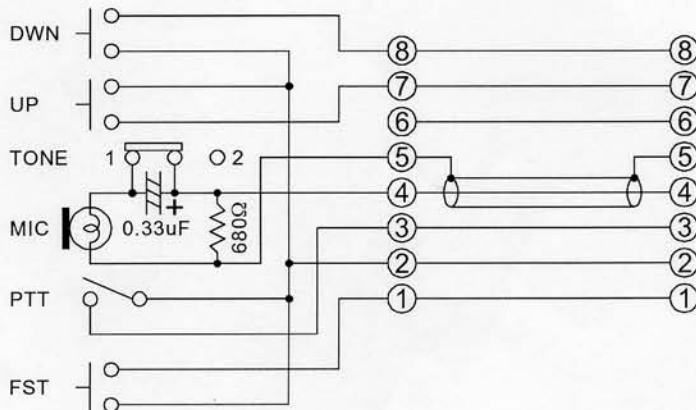 DWN
8 8
UP
7 7
6 6
TONE 1 2
5 5
4 4
+
MIC 0.33uF 680Ω
3 3
2 2
PTT
1 1
FST